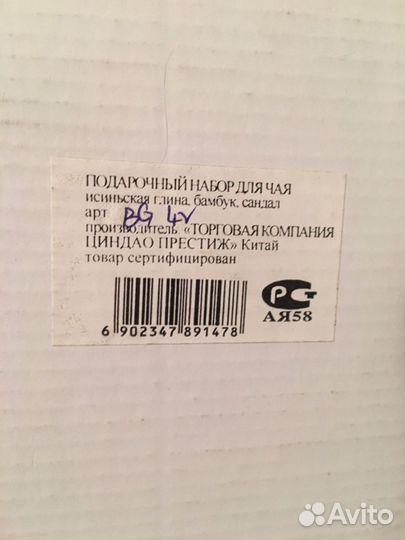 ПОДАРОЧНЫЙ НАБОР ДЛЯ ЧАЯ
исиньская глина, бамбук, сандал
арт BG 4v
производитель. «ТОРГОВАЯ КОМПАНИЯ
ЦИНДАО ПРЕСТИЖ» Китай
товар сертифицирован
6 902347 891478
РСТ
АЯ58
Avito